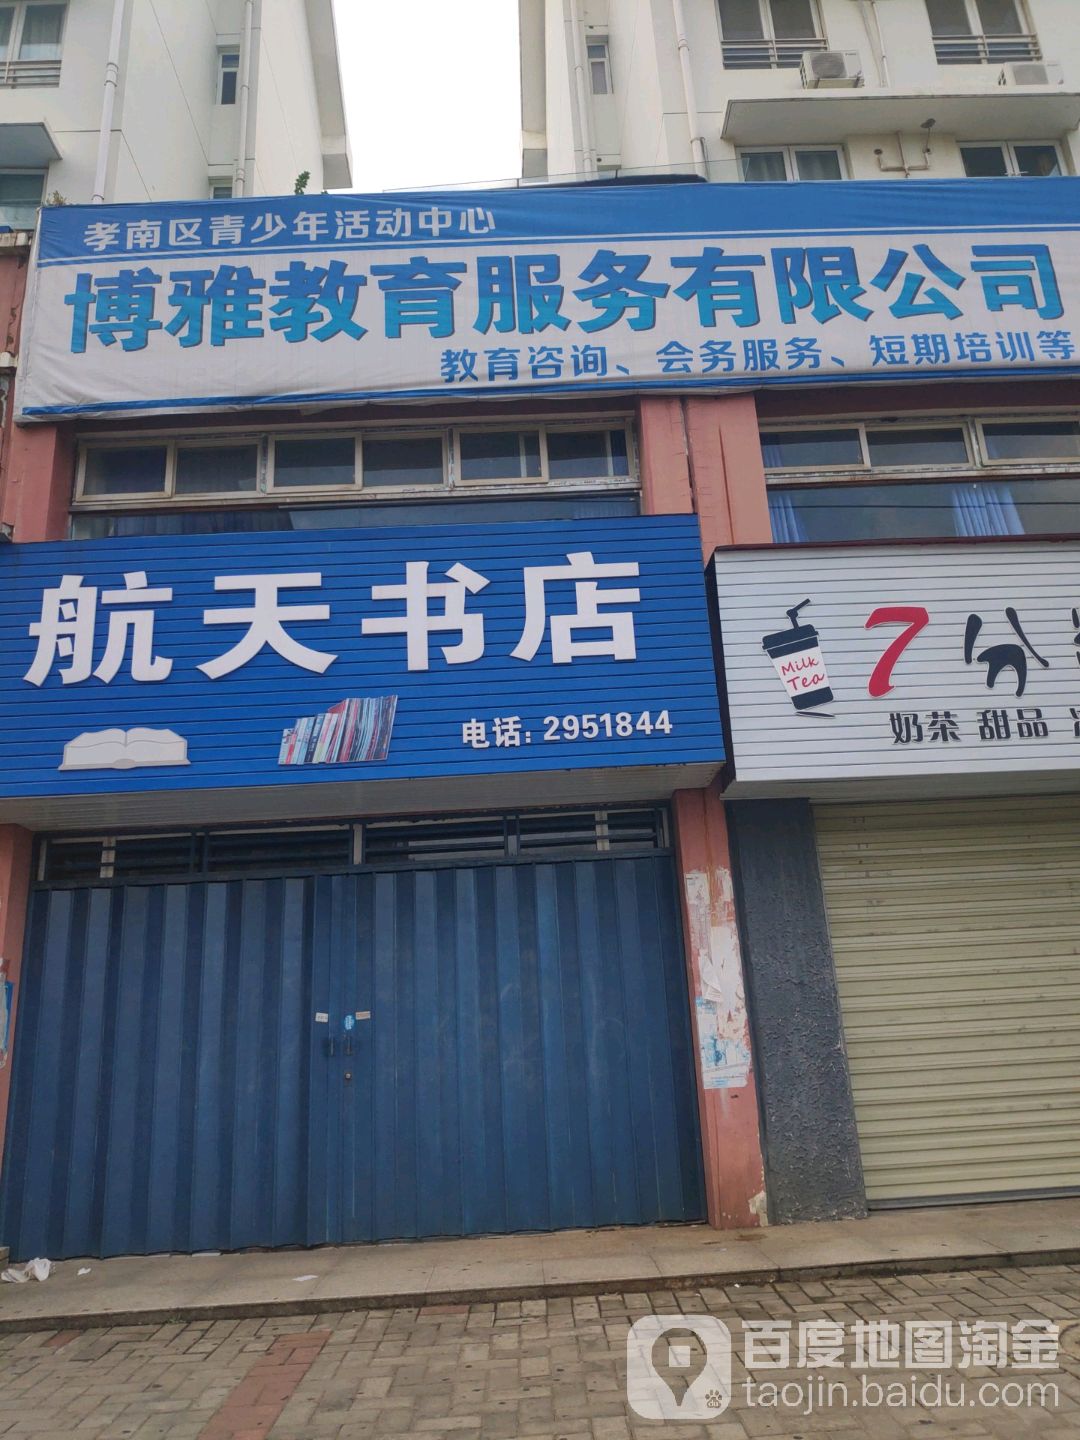 孝南区青少年活动中心
博雅教育服务有限公司
教育咨询、会务服务、短期培训等
航天书店
电话:2951844
Milk
Tea
7分
奶茶 甜品
百度地图淘金
taojin.baidu.com